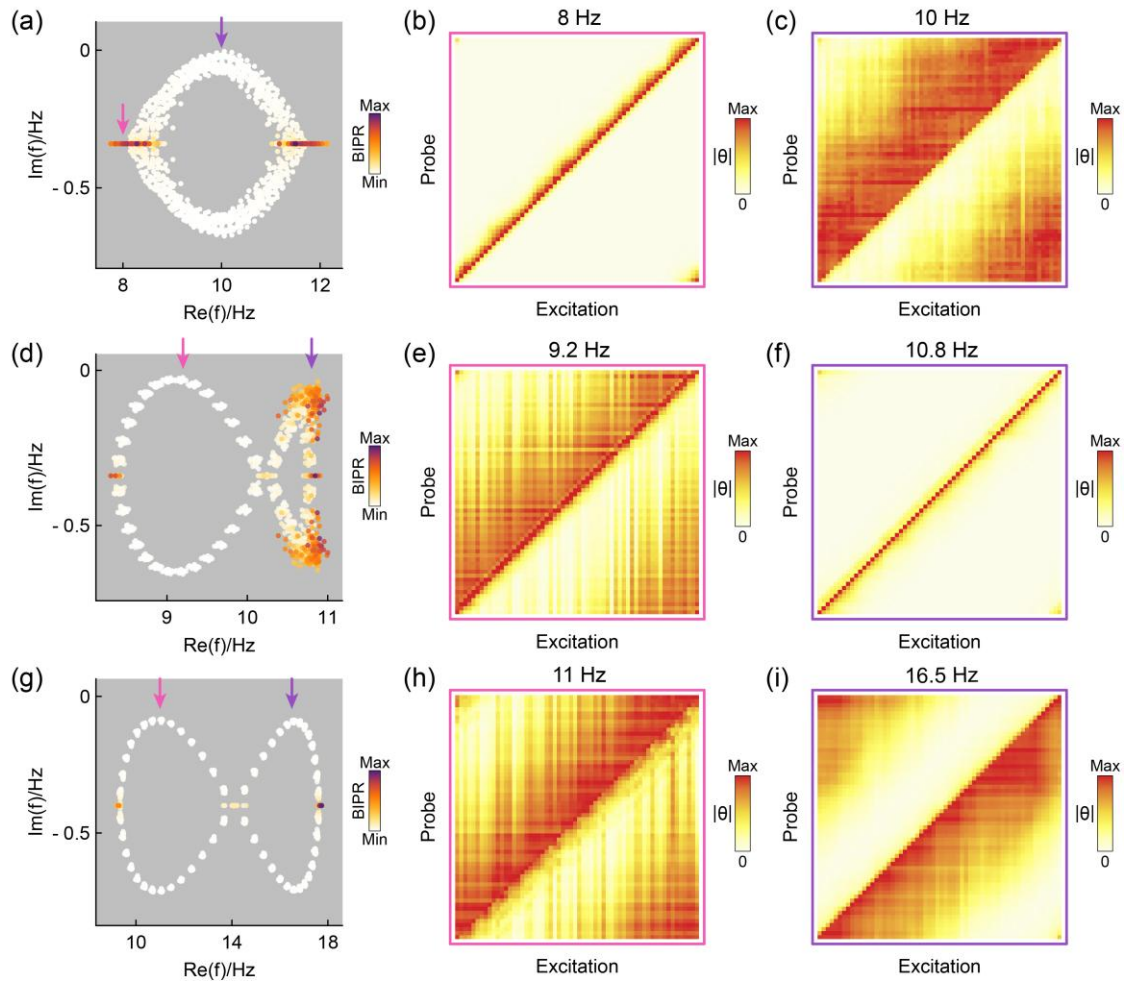 (a)
0
- 0.5
Im(f)/Hz
8
10
12
Re(f)/Hz
Max
BIPR
Min
(b)
8 Hz
Probe
Excitation
Max
|θ|
0
(c)
10 Hz
Probe
Excitation
Max
|θ|
0
(d)
0
- 0.5
Im(f)/Hz
9
10
11
Re(f)/Hz
Max
BIPR
Min
(e)
9.2 Hz
Probe
Excitation
Max
|θ|
0
(f)
10.8 Hz
Probe
Excitation
Max
|θ|
0
(g)
0
- 0.5
Im(f)/Hz
10
14
18
Re(f)/Hz
Max
BIPR
Min
(h)
11 Hz
Probe
Excitation
Max
|θ|
0
(i)
16.5 Hz
Probe
Excitation
Max
|θ|
0